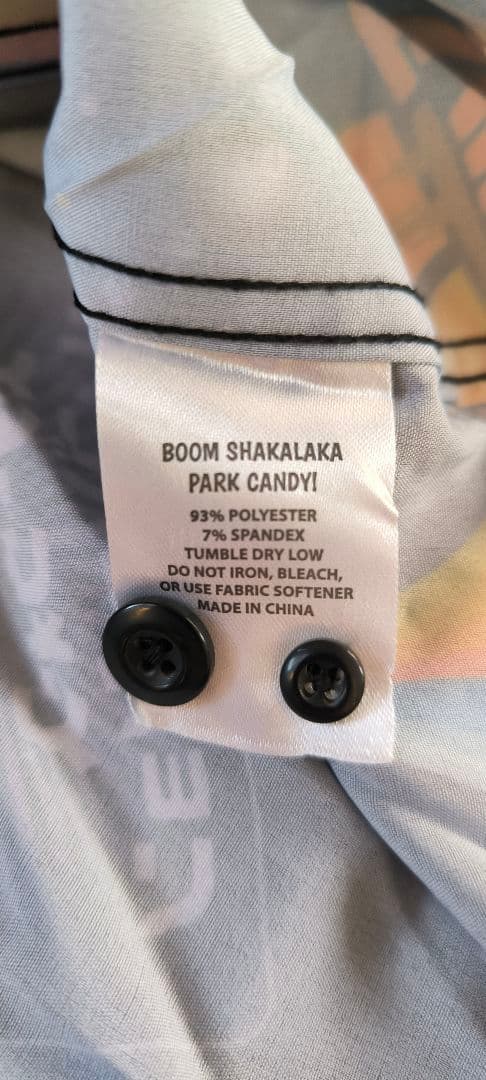 BOOM SHAKALAKA
PARK CANDY!
93% POLYESTER
7% SPANDEX
TUMBLE DRY LOW
DO NOT IRON, BLEACH,
OR USE FABRIC SOFTENER
MADE IN CHINA